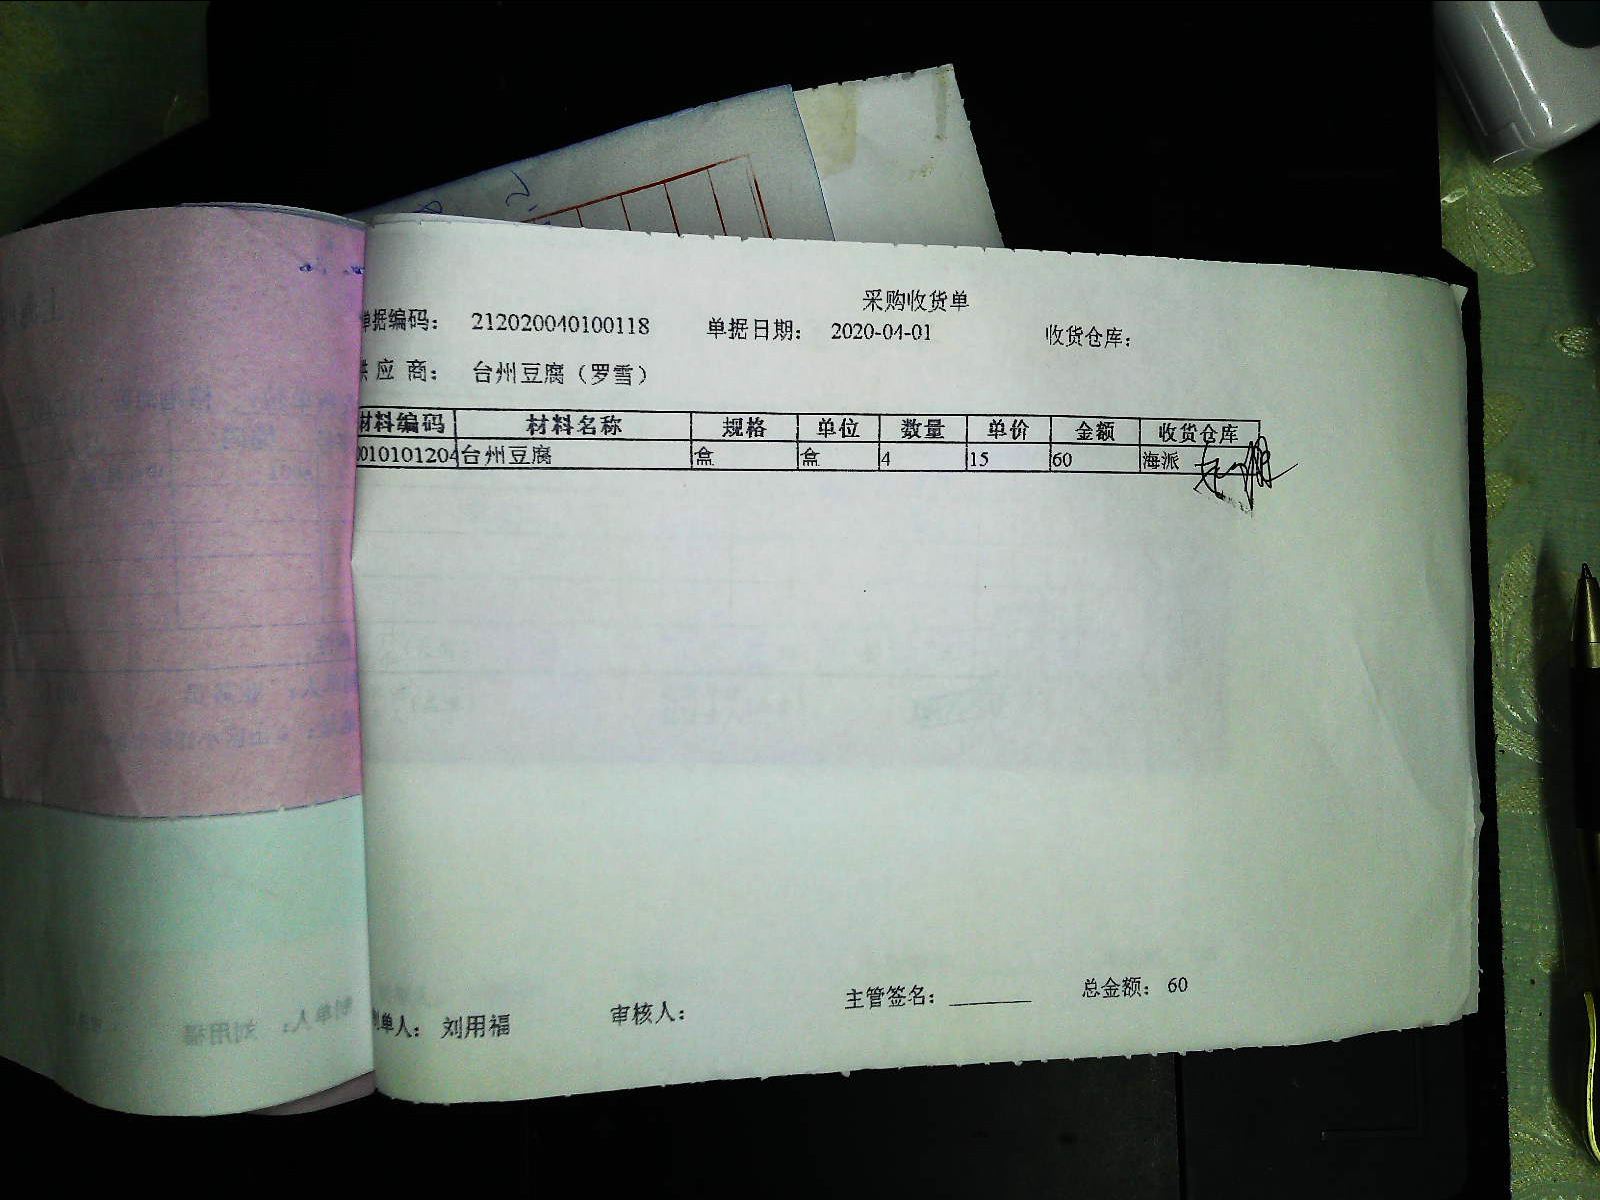 采购收货单
单据编码： 212020040100118 单据日期： 2020-04-01 收货仓库：
供 应 商： 台州豆腐（罗雪）
材料编码 材料名称 规格 单位 数量 单价 金额 收货仓库
0010101204 台州豆腐 盒 盒 4 15 60 海派
制单人： 刘用福 审核人： 主管签名： 总金额： 60